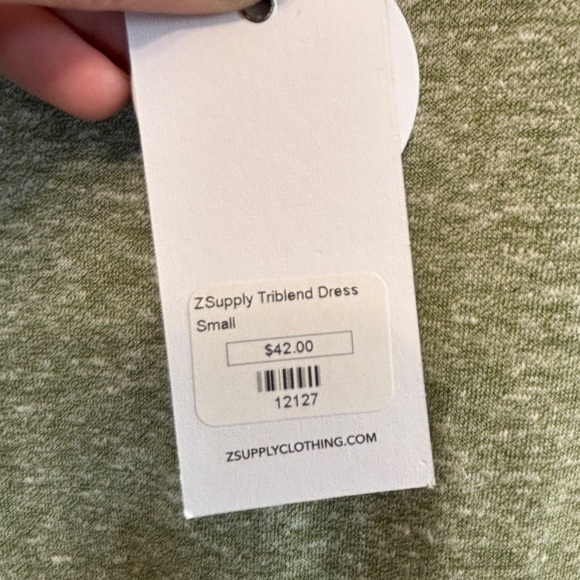 ZSupply Triblend Dress
Small
$42.00
12127
ZSUPPLYCLOTHING.COM